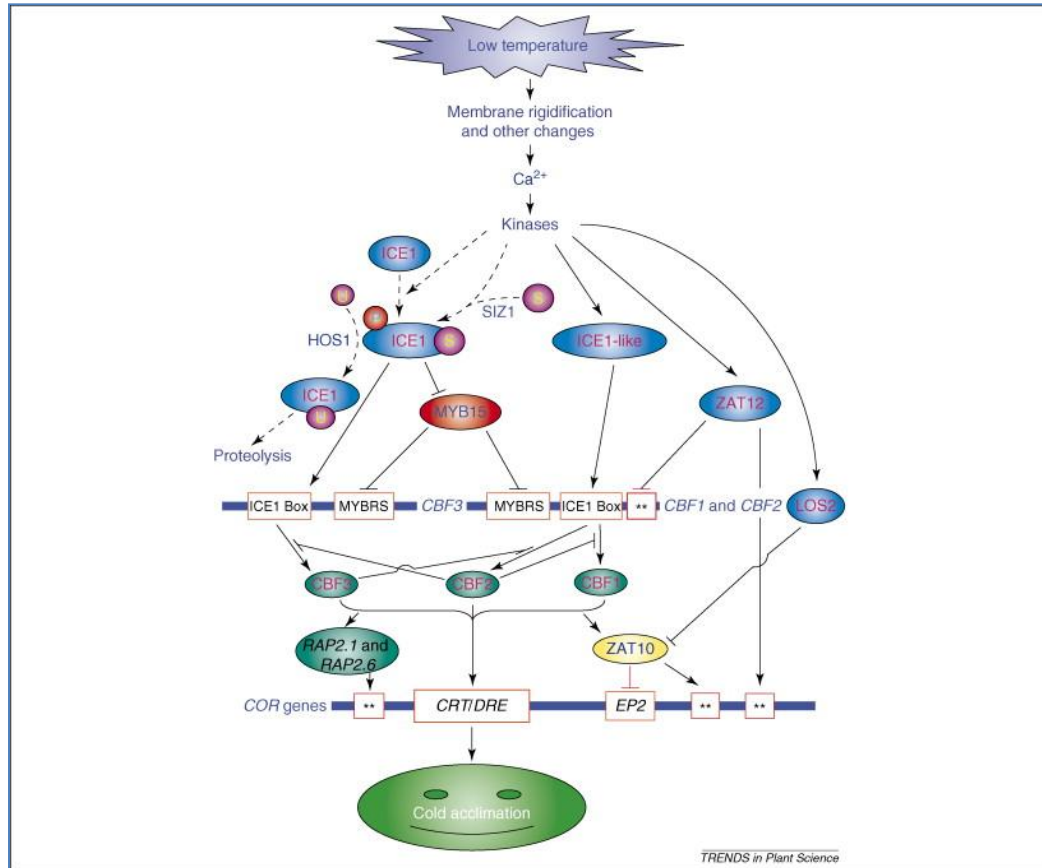 Low temperature
Membrane rigidification
and other changes
Ca2+
Kinases
ICE1
U
P
SIZ1
S
HOS1
ICE1
S
ICE1-like
ICE1
U
MYB15
ZAT12
Proteolysis
ICE1 Box
MYBRS
CBF3
MYBRS
ICE1 Box
**
CBF1 and CBF2
LOS2
CBF3
CBF2
CBF1
RAP2.1 and
RAP2.6
ZAT10
COR genes
**
CRT/DRE
EP2
**
**
Cold acclimation
TRENDS in Plant Science